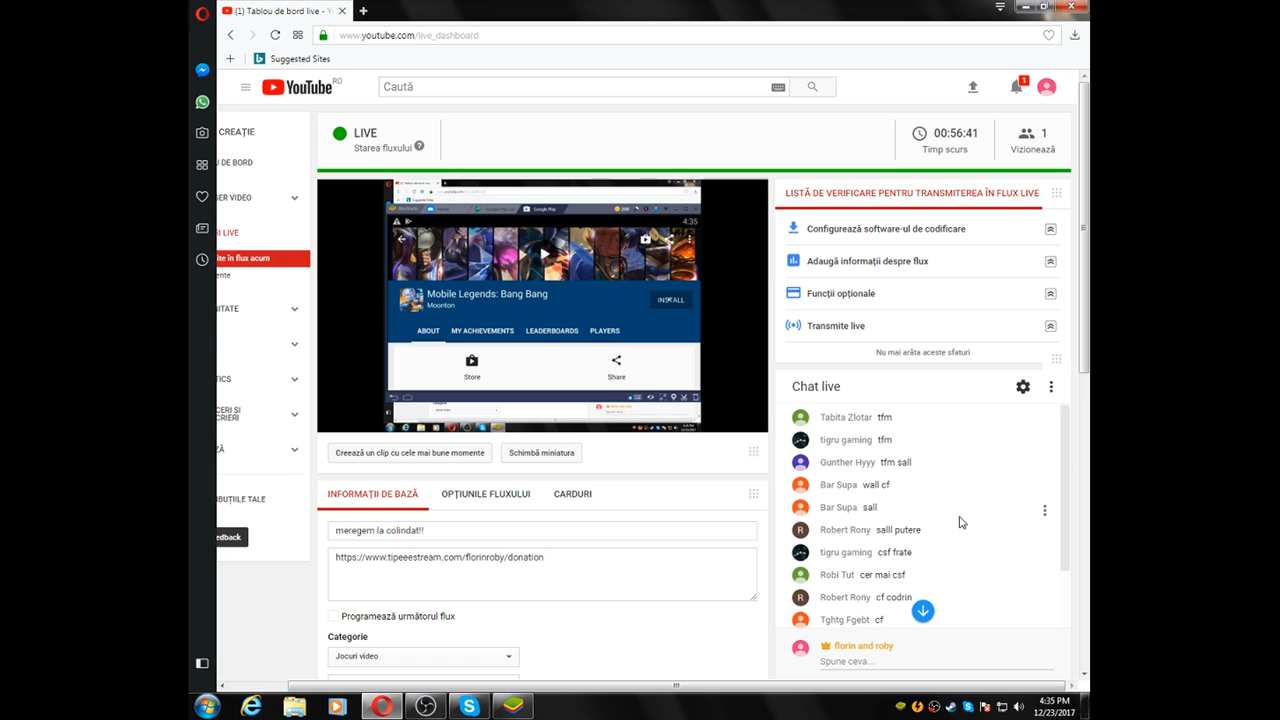 (1) Tablou de bord live - Y
www.youtube.com/live_dashboard
Suggested Sites
YouTube RO
Caută
1
CREAȚIE
U DE BORD
ER VIDEO
I LIVE
ite în flux acum
ente
ITATE
TICS
CERI ȘI
CRIERI
Ă
IBUȚIILE TALE
edback
LIVE
Starea fluxului
00:56:41
Timp scurs
1
Vizionează
4:35
Mobile Legends: Bang Bang
Moonton
INSTALL
ABOUT
MY ACHIEVEMENTS
LEADERBOARDS
PLAYERS
Store
Share
Creează un clip cu cele mai bune momente
Schimbă miniatura
INFORMAȚII DE BAZĂ
OPȚIUNILE FLUXULUI
CARDURI
meregem la colindat!!
https://www.tipeeestream.com/florinroby/donation
Programează următorul flux
Categorie
Jocuri video
LISTĂ DE VERIFICARE PENTRU TRANSMITEREA ÎN FLUX LIVE
Configurează software-ul de codificare
Adaugă informații despre flux
Funcții opționale
Transmite live
Nu mai arăta aceste sfaturi
Chat live
Tabita Zlotar tfm
tigru gaming tfm
Gunther Hyyy tfm sall
Bar Supa wall cf
Bar Supa sall
R Robert Rony salll putere
tigru gaming csf frate
Robi Tut cer mai csf
R Robert Rony cf codrin
Tghtg Fgebt cf
florin and roby
Spune ceva...
4:35 PM
12/23/2017